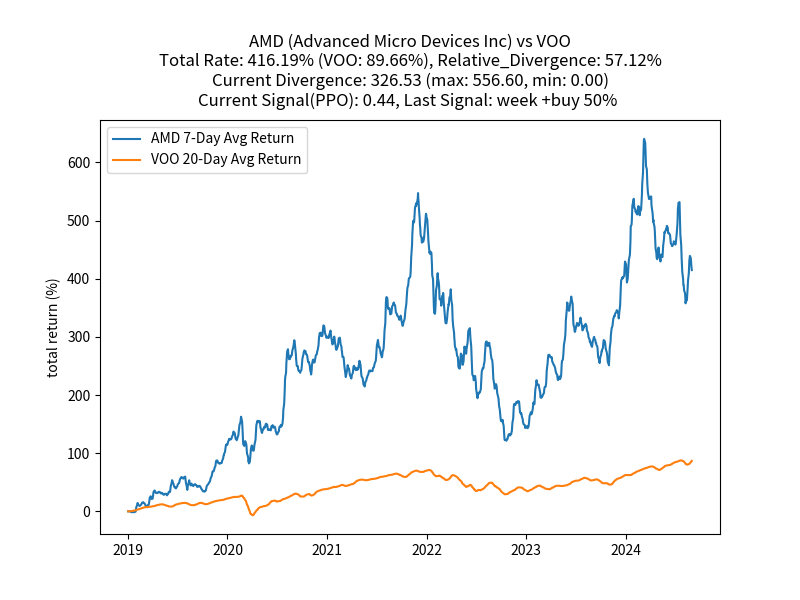 AMD (Advanced Micro Devices Inc) vs VOO
Total Rate: 416.19% (VOO: 89.66%), Relative_Divergence: 57.12%
Current Divergence: 326.53 (max: 556.60, min: 0.00)
Current Signal(PPO): 0.44, Last Signal: week +buy 50%
AMD 7-Day Avg Return
VOO 20-Day Avg Return
total return (%)
600
500
400
300
200
100
0
2019 2020 2021 2022 2023 2024